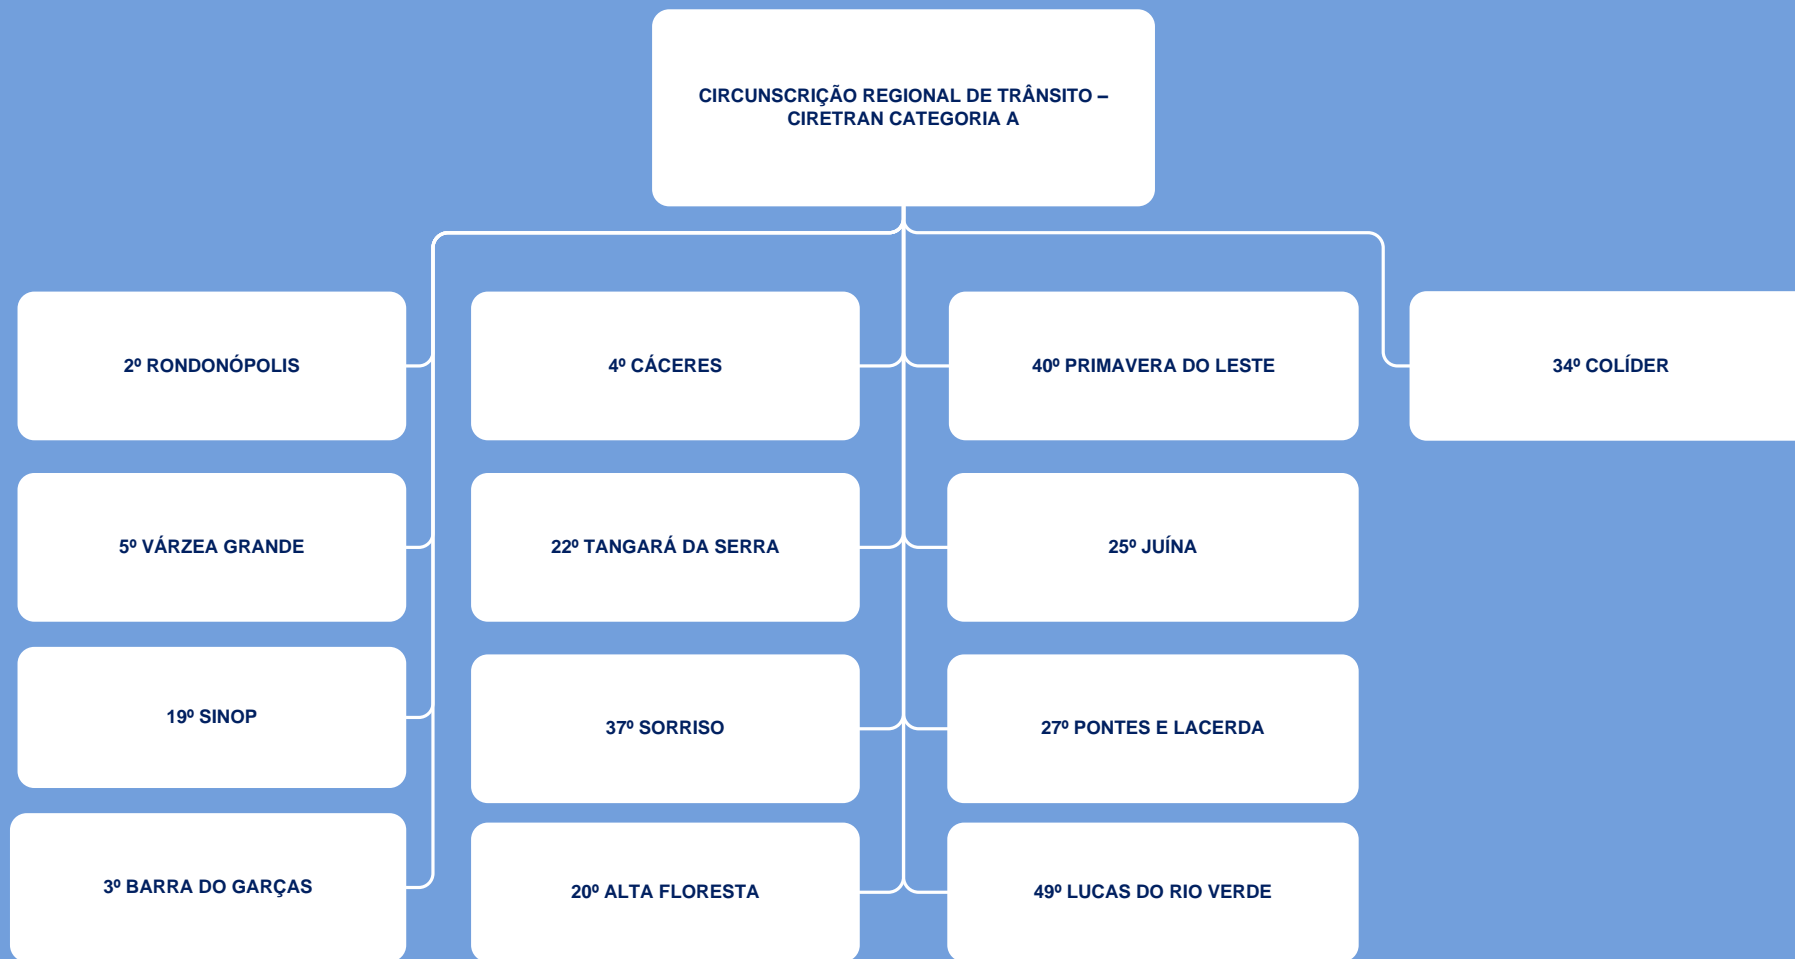 CIRCUNSCRIÇÃO REGIONAL DE TRÂNSITO –
CIRETRAN CATEGORIA A
2º RONDONÓPOLIS
4º CÁCERES
40º PRIMAVERA DO LESTE
34º COLÍDER
5º VÁRZEA GRANDE
22º TANGARÁ DA SERRA
25º JUÍNA
19º SINOP
37º SORRISO
27º PONTES E LACERDA
3º BARRA DO GARÇAS
20º ALTA FLORESTA
49º LUCAS DO RIO VERDE